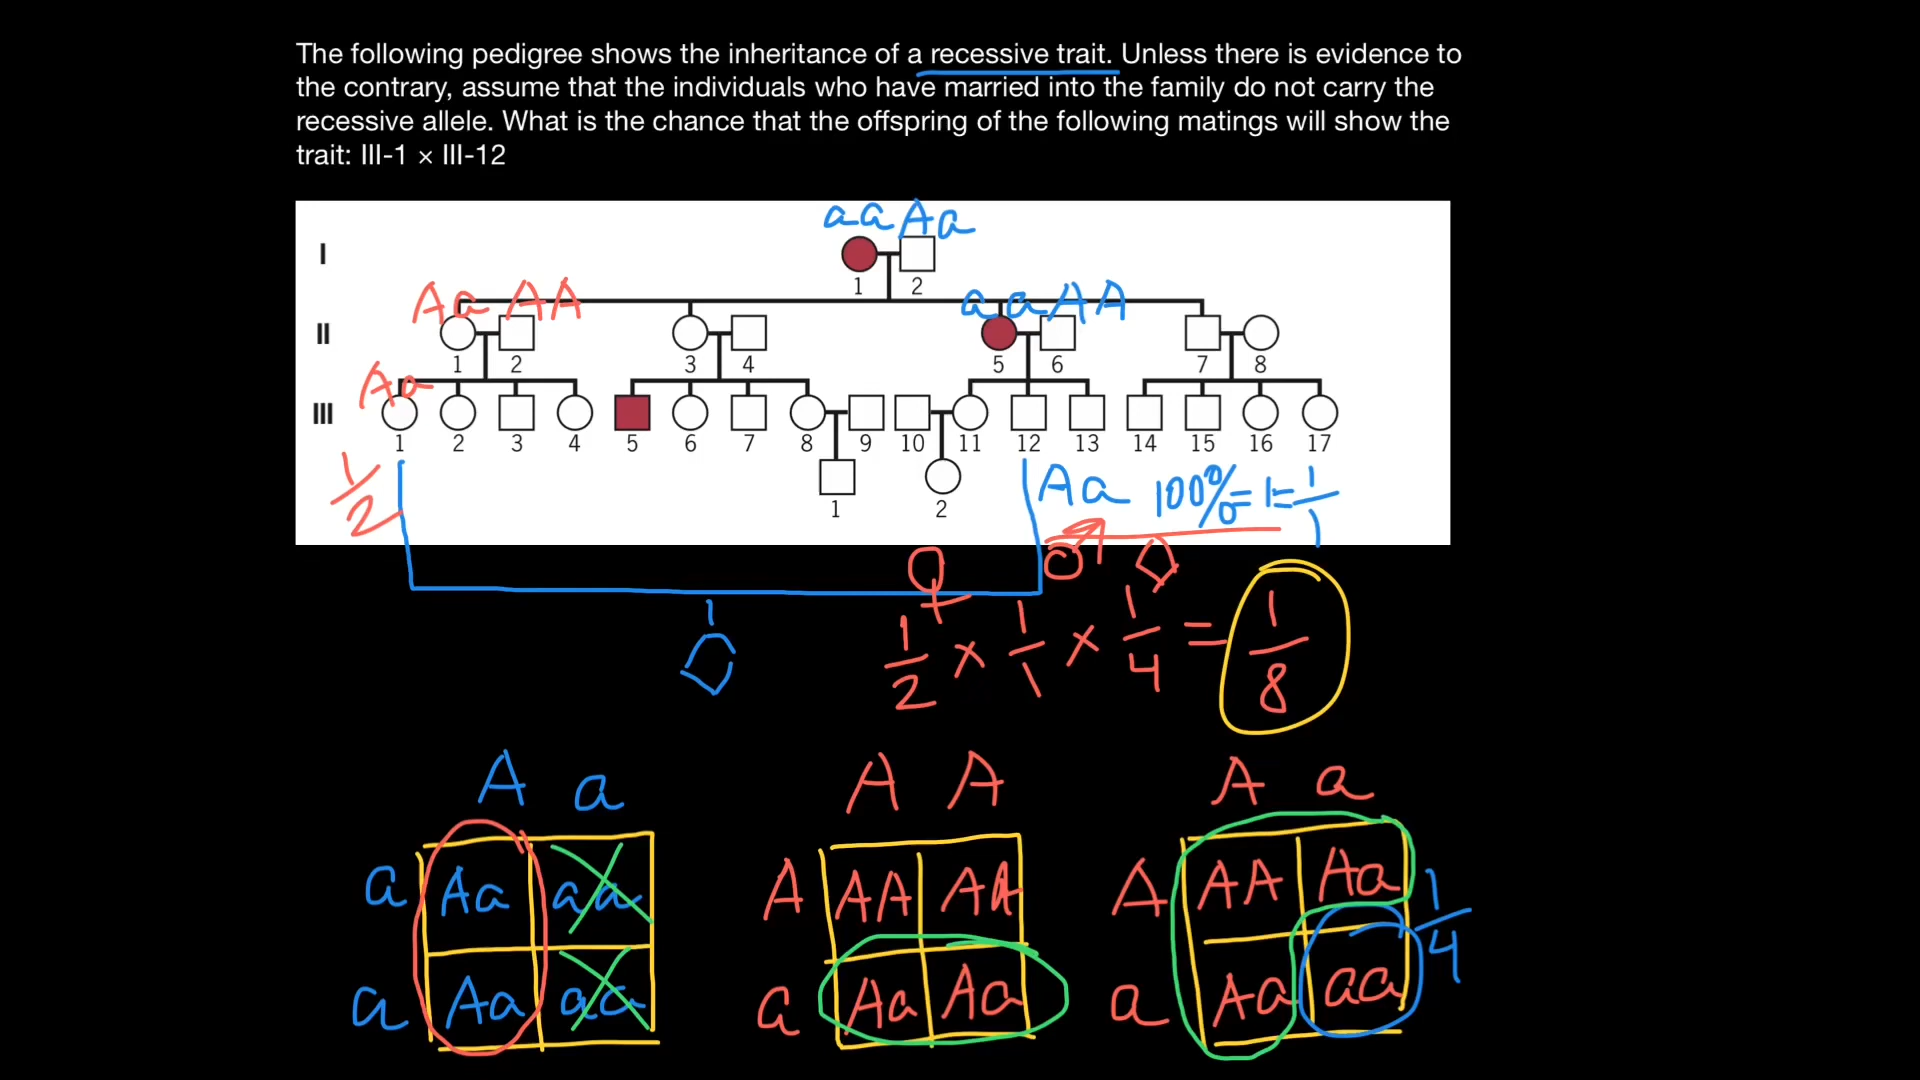 The following pedigree shows the inheritance of a recessive trait. Unless there is evidence to
the contrary, assume that the individuals who have married into the family do not carry the
recessive allele. What is the chance that the offspring of the following matings will show the
trait: III-1 × III-12
aa Aa
I
1 2
Aa AA aa AA
II
1 2 3 4 5 6 7 8
Aa
III
1 2 3 4 5 6 7 8 9 10 11 12 13 14 15 16 17
1/2
Aa 100% = 1 = 1/1
1 2
♀ ♂
1/2 × 1/1 × 1/4 = 1/8
A a A A A a
a Aa aa A AA AA A AA Aa 1/4
a Aa aa a Aa Aa a Aa aa